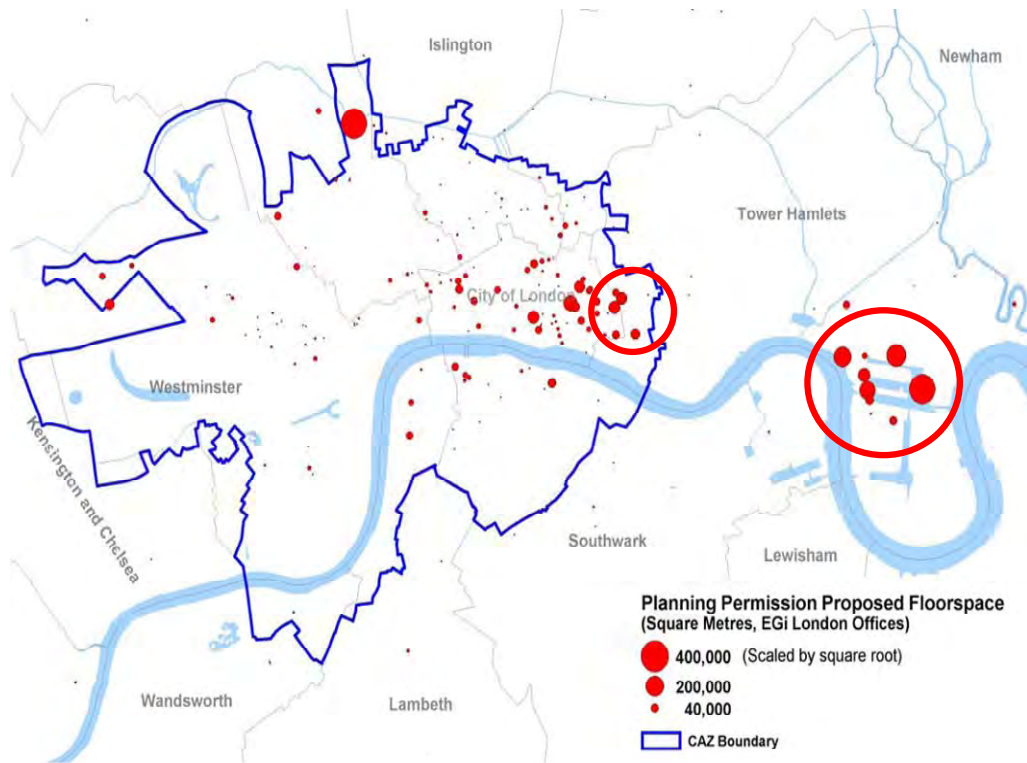 Islington
Newham
Tower Hamlets
City of London
Westminster
Kensington and Chelsea
Southwark
Lewisham
Wandsworth
Lambeth
Planning Permission Proposed Floorspace
(Square Metres, EGi London Offices)
400,000 (Scaled by square root)
200,000
40,000
CAZ Boundary